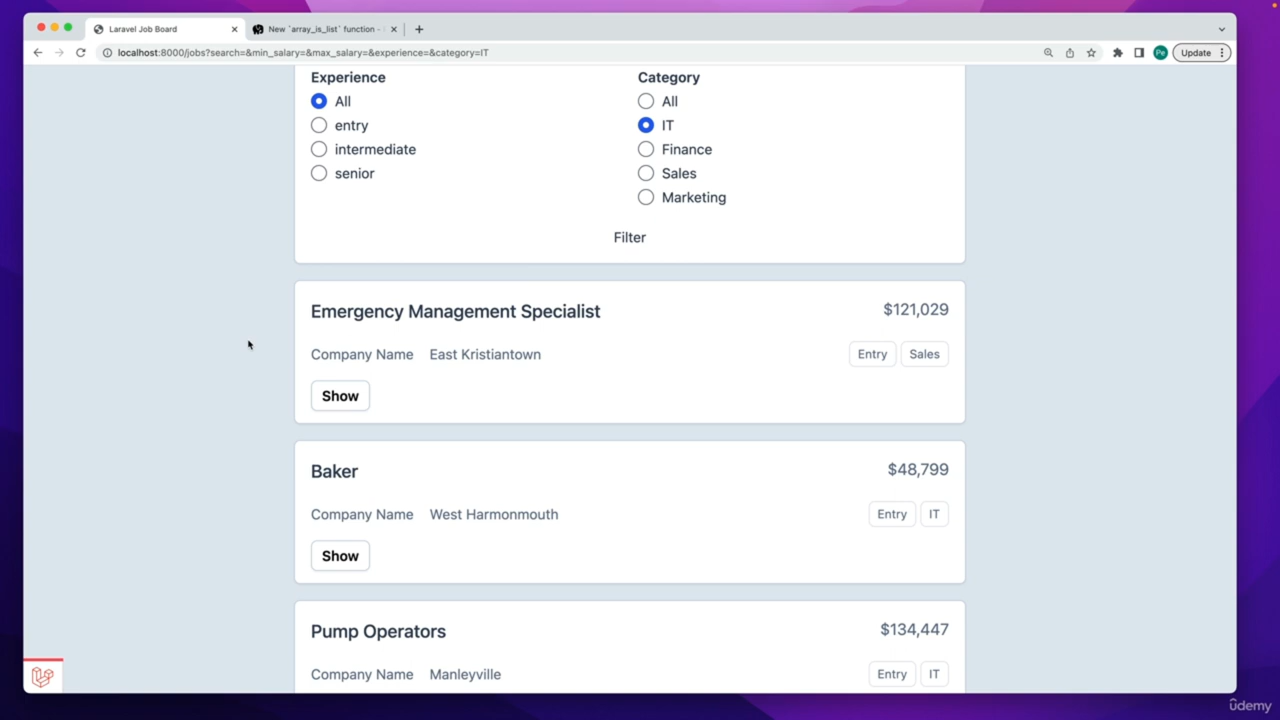 Laravel Job Board
New `array_is_list` function -
localhost:8000/jobs?search=&min_salary=&max_salary=&experience=&category=IT
Pe
Update
Experience
Category
All
All
entry
IT
intermediate
Finance
senior
Sales
Marketing
Filter
Emergency Management Specialist
$121,029
Company Name East Kristiantown
Entry Sales
Show
Baker
$48,799
Company Name West Harmonmouth
Entry IT
Show
Pump Operators
$134,447
Company Name Manleyville
Entry IT
ûdemy